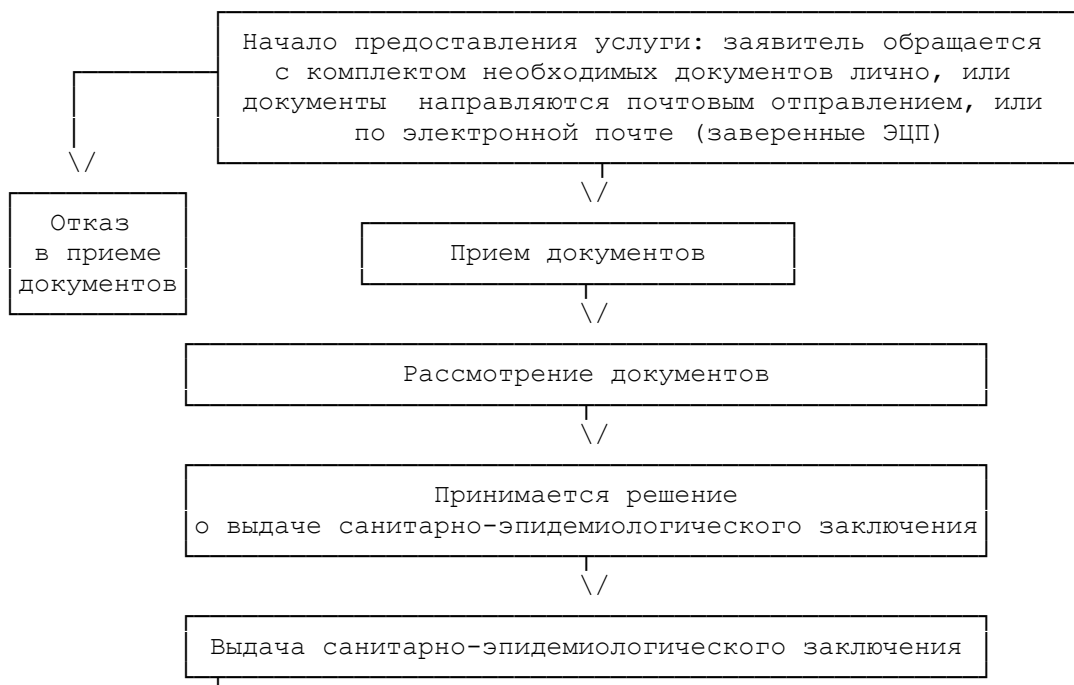 Начало предоставления услуги: заявитель обращается
с комплектом необходимых документов лично, или
документы направляются почтовым отправлением, или
по электронной почте (заверенные ЭЦП)
Отказ
в приеме
документов
Прием документов
Рассмотрение документов
Принимается решение
о выдаче санитарно-эпидемиологического заключения
Выдача санитарно-эпидемиологического заключения